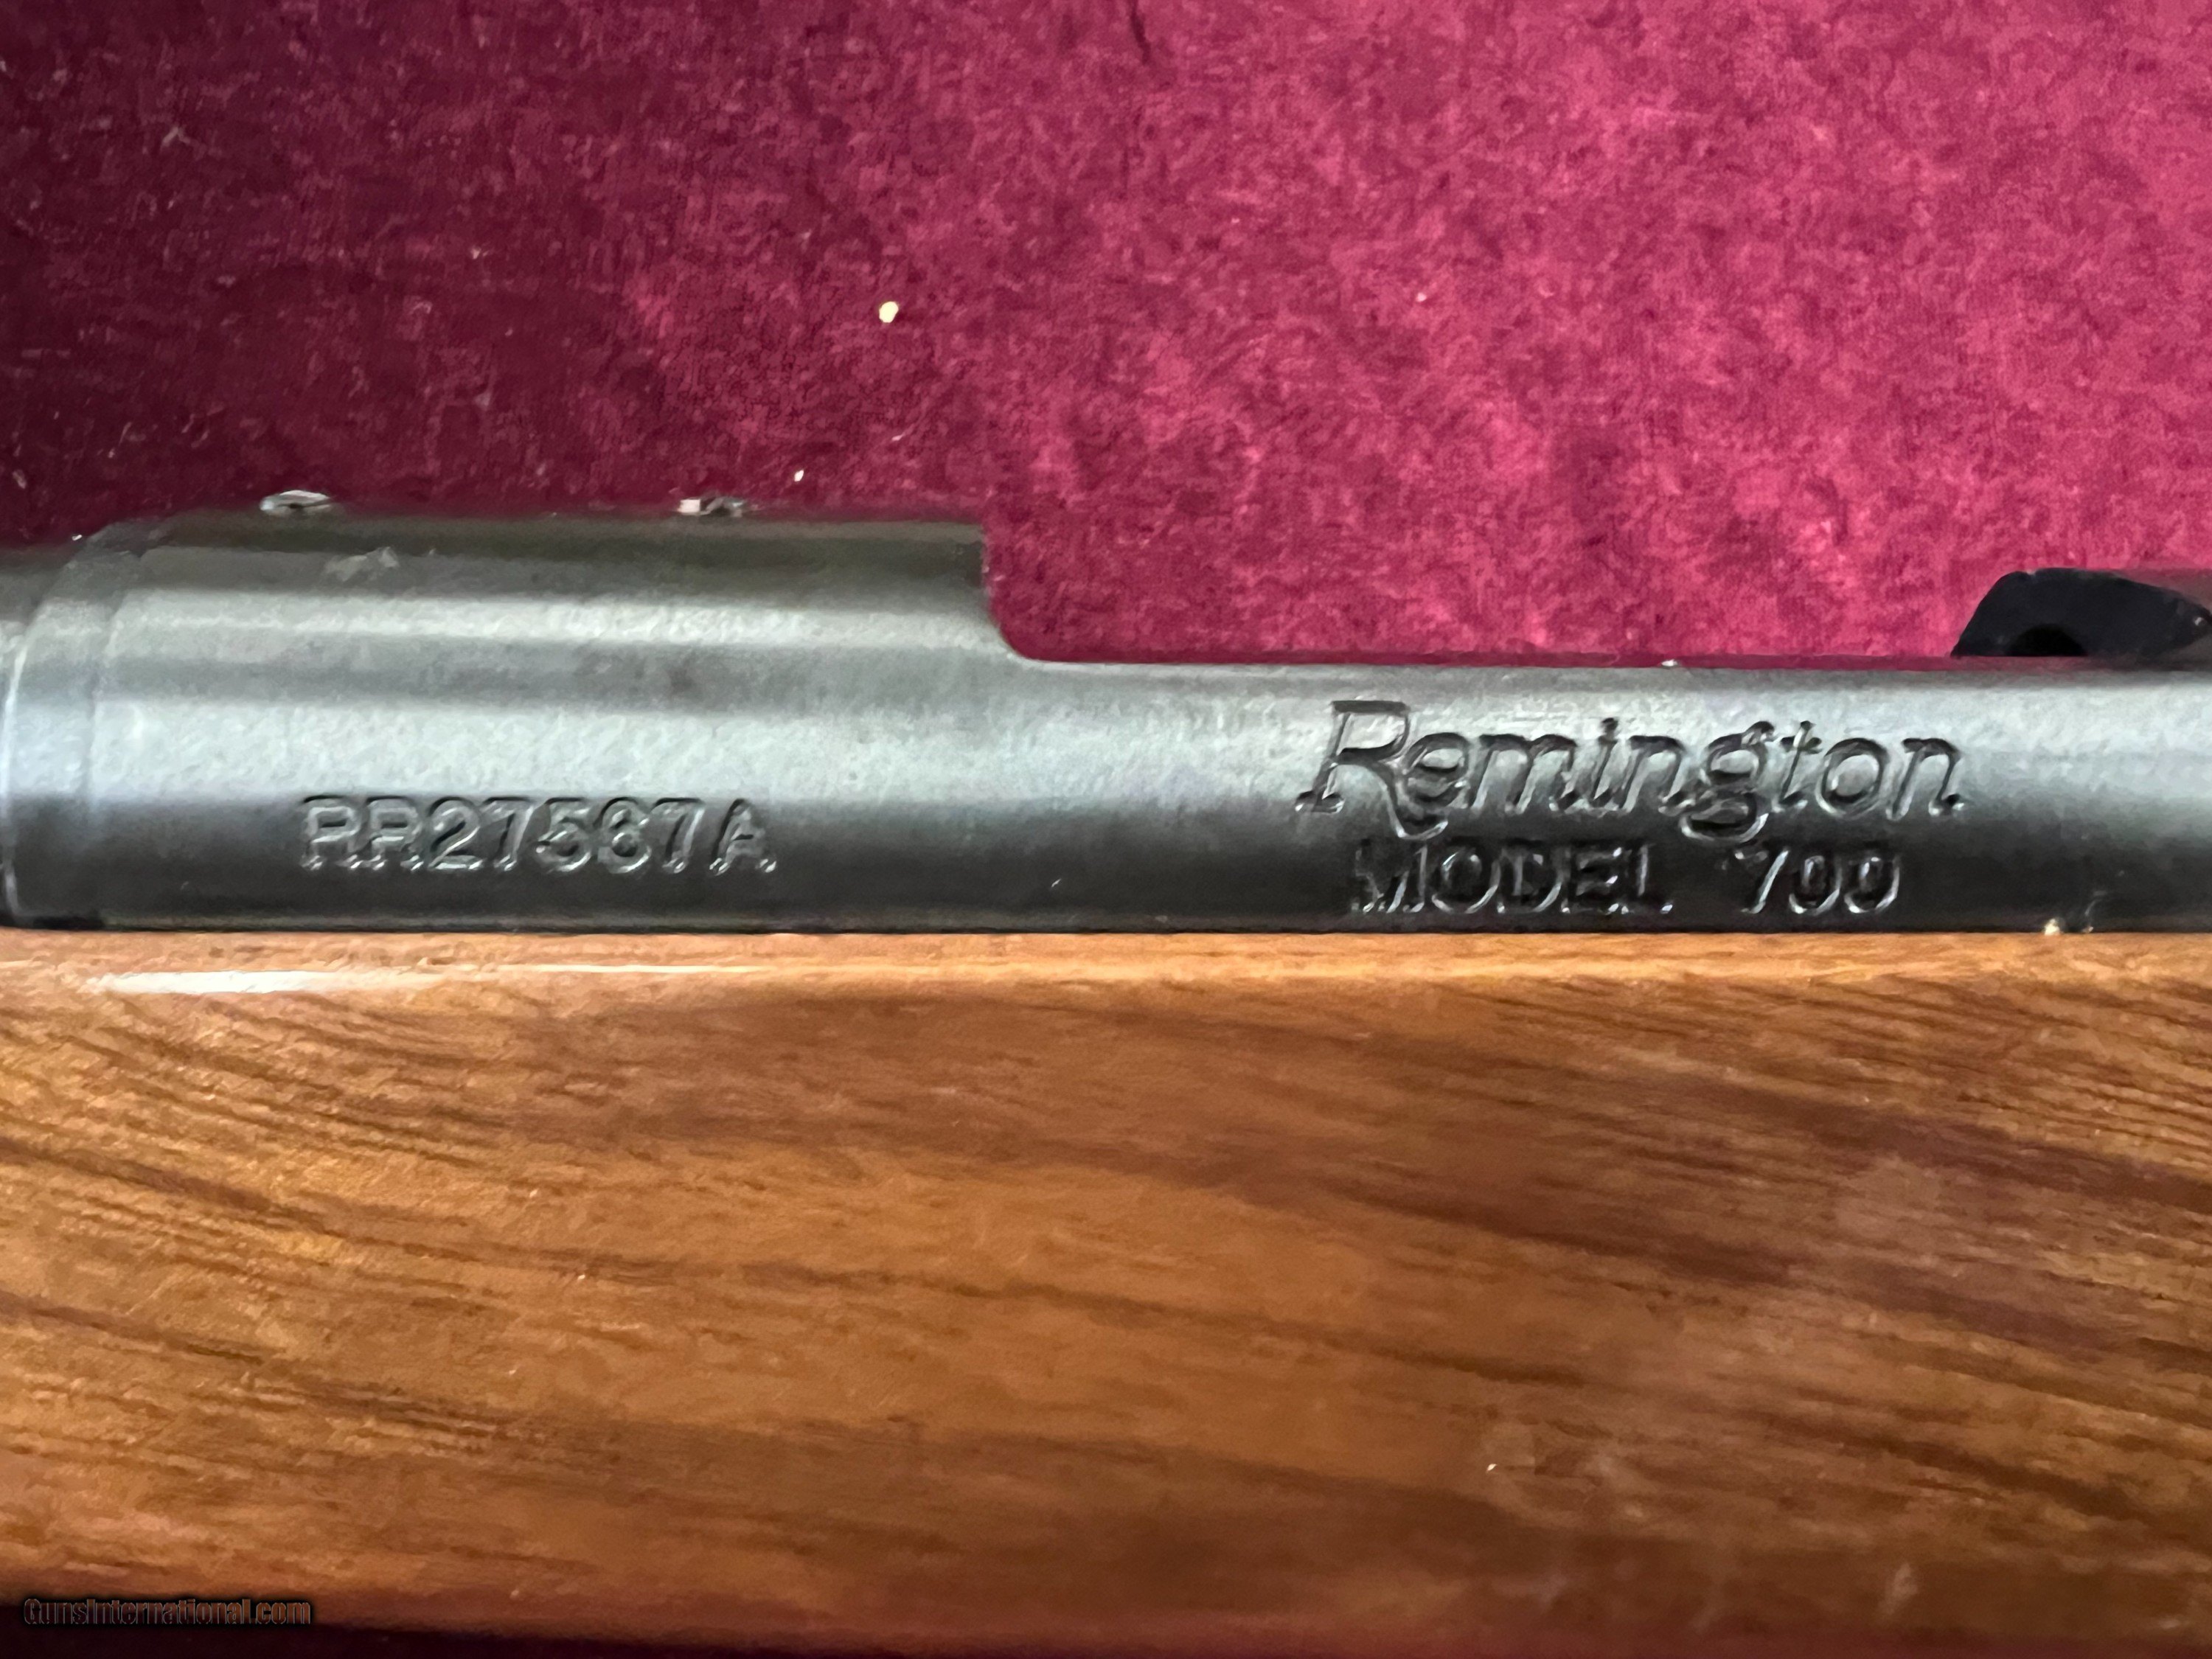 RR27587A
Remington
MODEL 700
GunsInternational.com